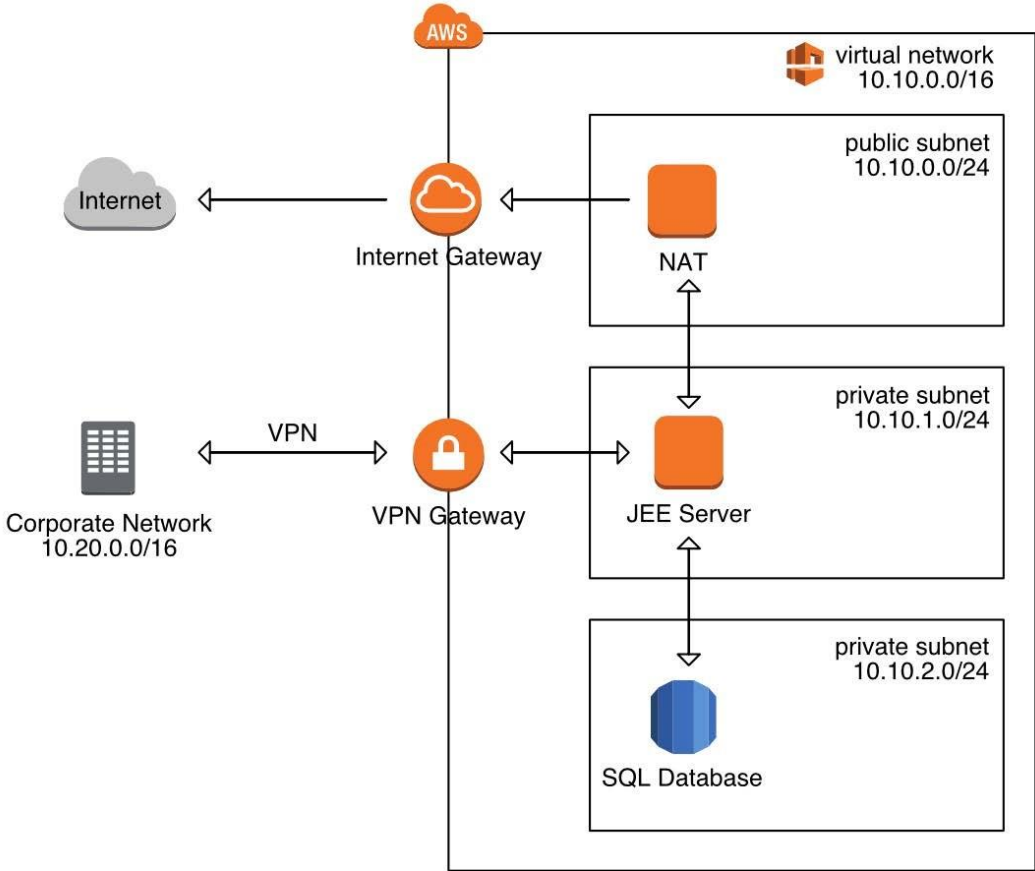 AWS
virtual network
10.10.0.0/16
public subnet
10.10.0.0/24
Internet
Internet Gateway
NAT
private subnet
10.10.1.0/24
VPN
Corporate Network
10.20.0.0/16
VPN Gateway
JEE Server
private subnet
10.10.2.0/24
SQL Database